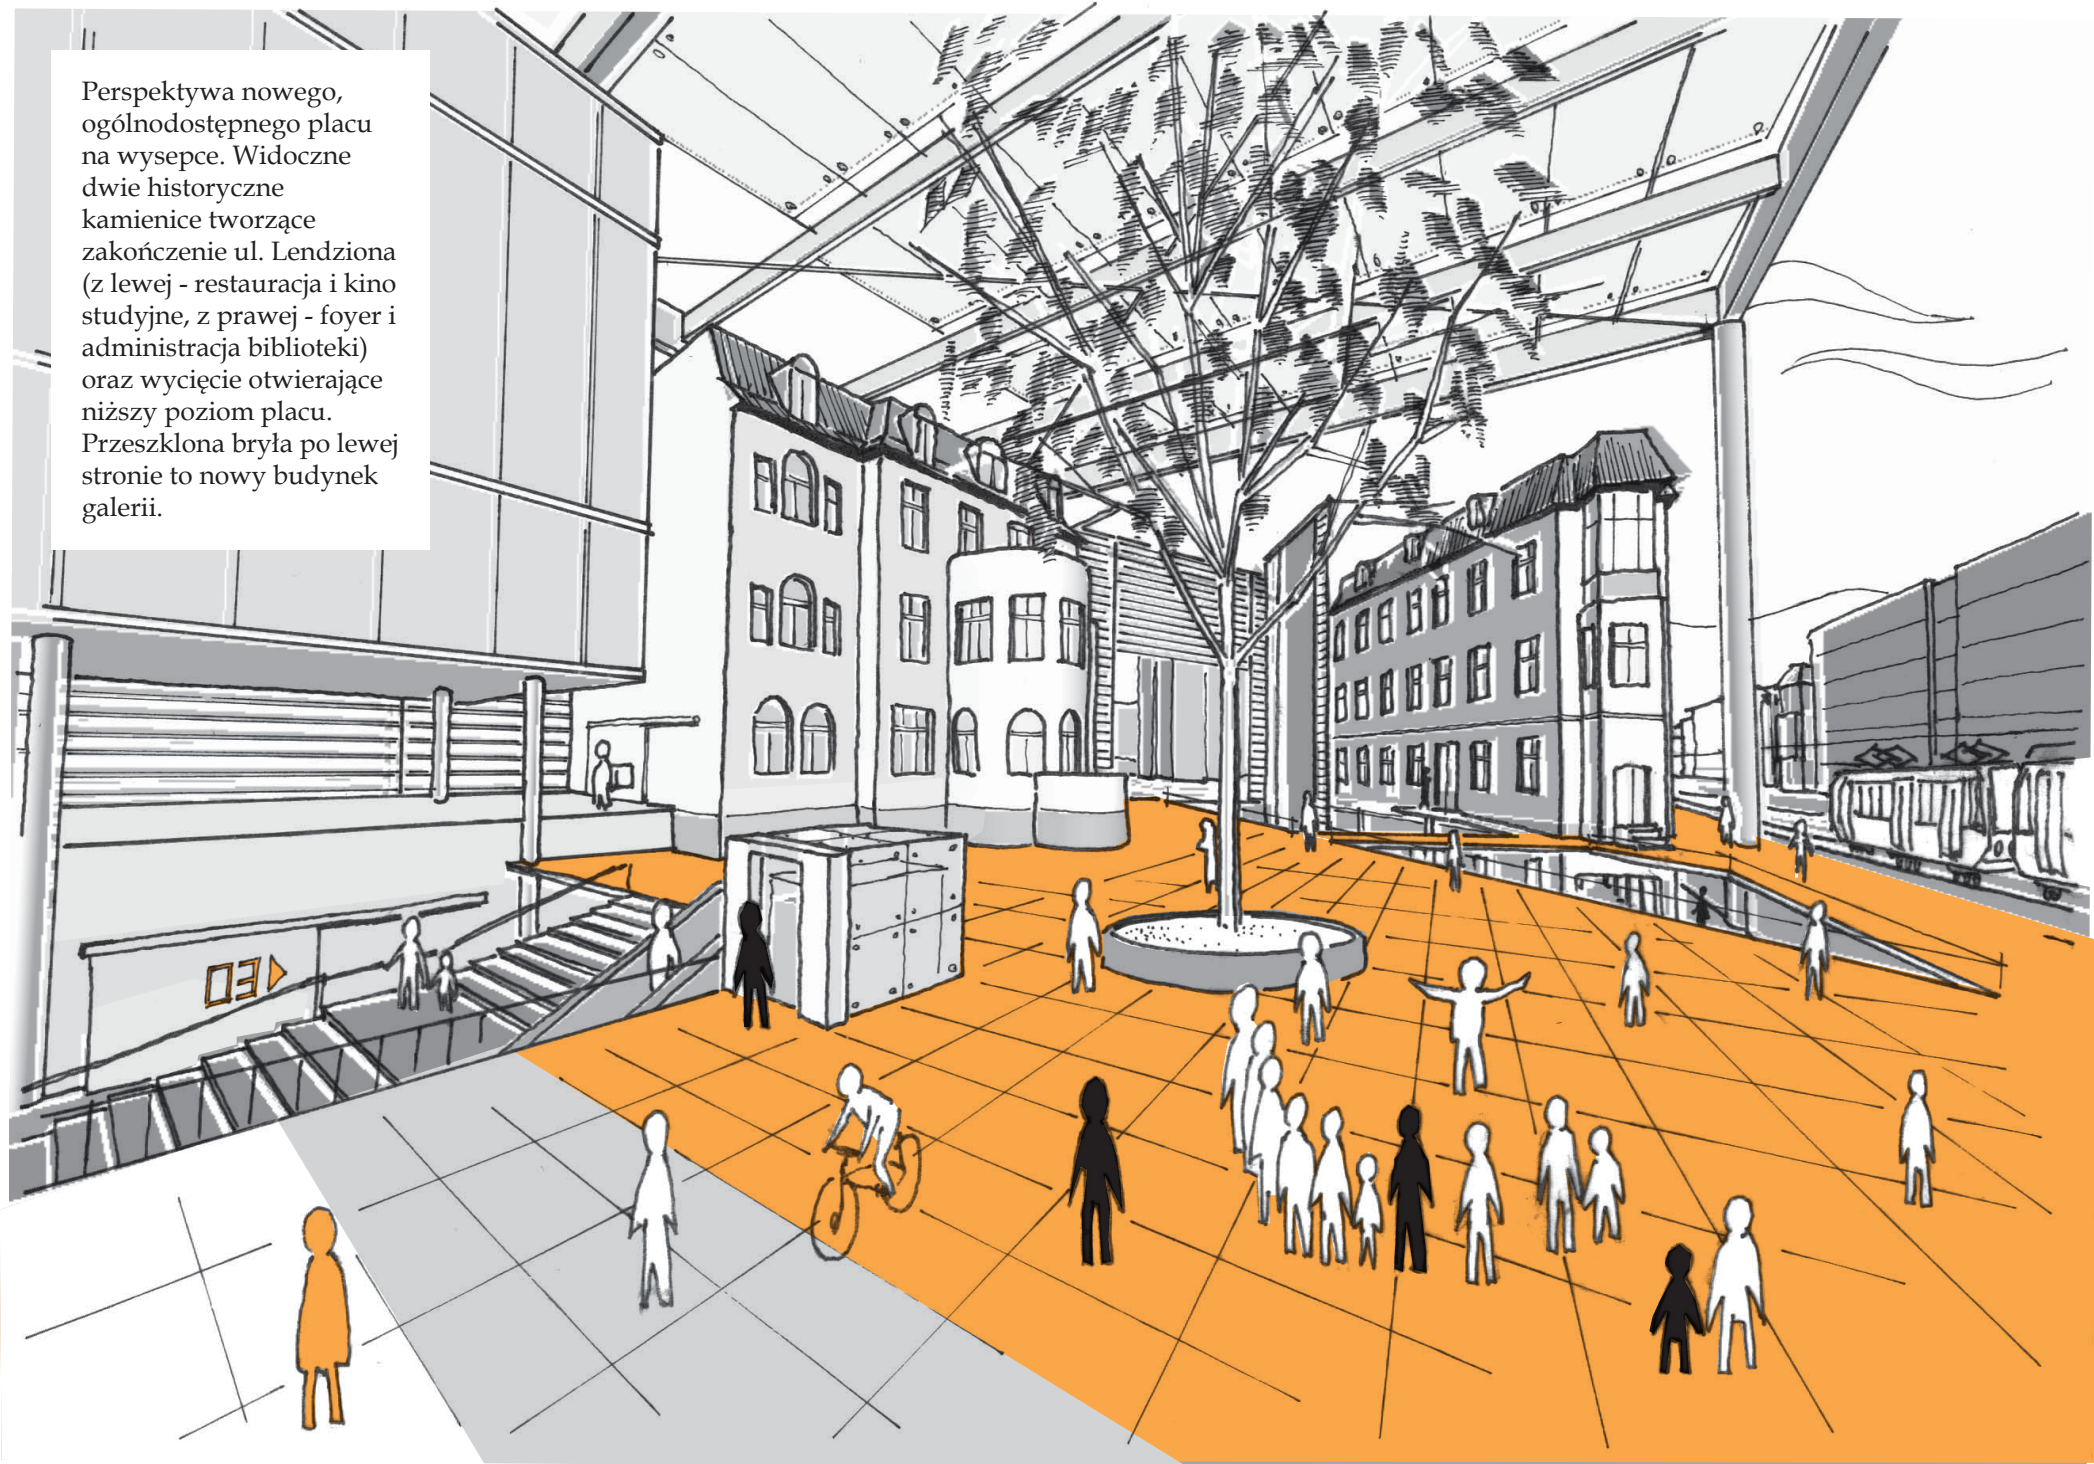 Perspektywa nowego,
ogólnodostępnego placu
na wysepce. Widoczne
dwie historyczne
kamienice tworzące
zakończenie ul. Lendziona
(z lewej - restauracja i kino
studyjne, z prawej - foyer i
administracja biblioteki)
oraz wycięcie otwierające
niższy poziom placu.
Przeszklona bryła po lewej
stronie to nowy budynek
galerii.